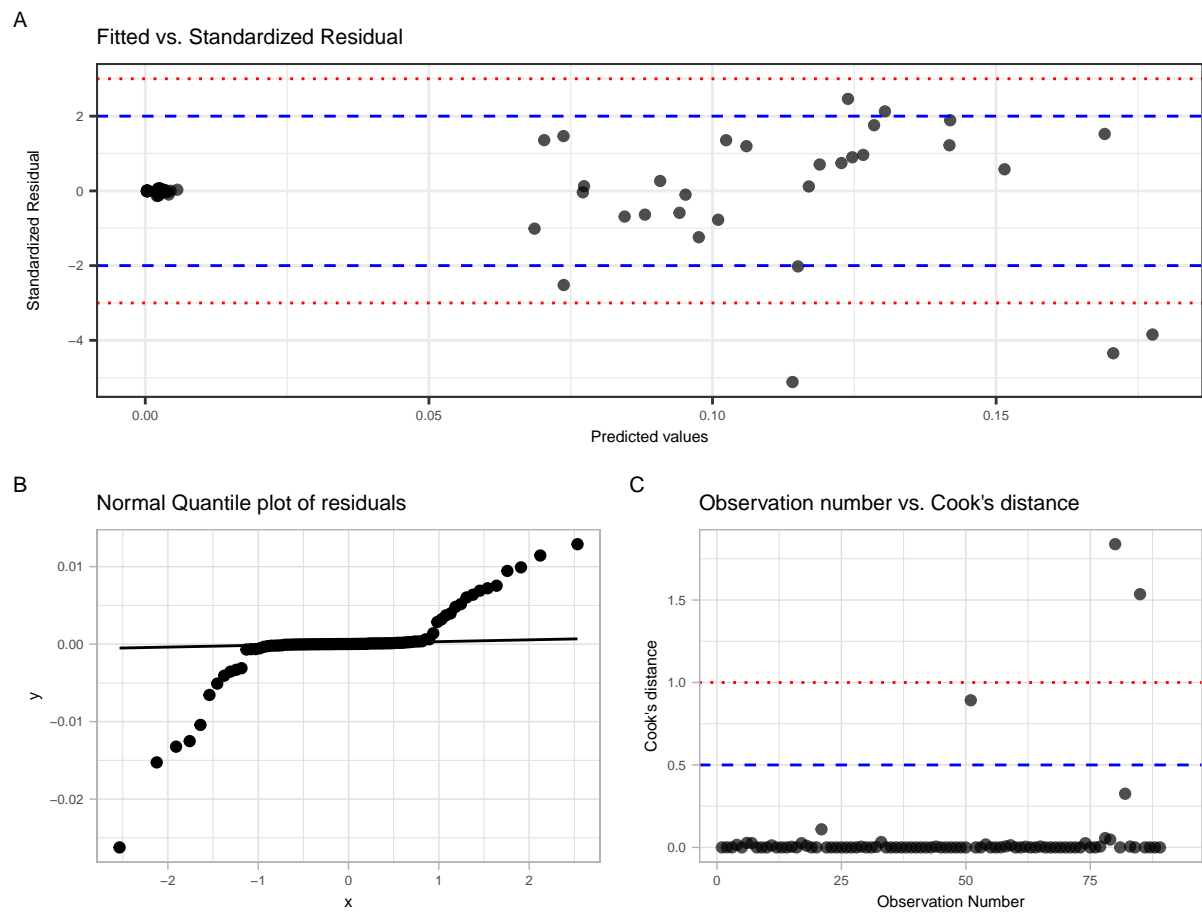 A
Fitted vs. Standardized Residual
2
0
−2
−4
Standardized Residual
0.00 0.05 0.10 0.15
Predicted values
B
Normal Quantile plot of residuals
0.01
0.00
−0.01
−0.02
y
−2 −1 0 1 2
x
C
Observation number vs. Cook's distance
1.5
1.0
0.5
0.0
Cook's distance
0 25 50 75
Observation Number